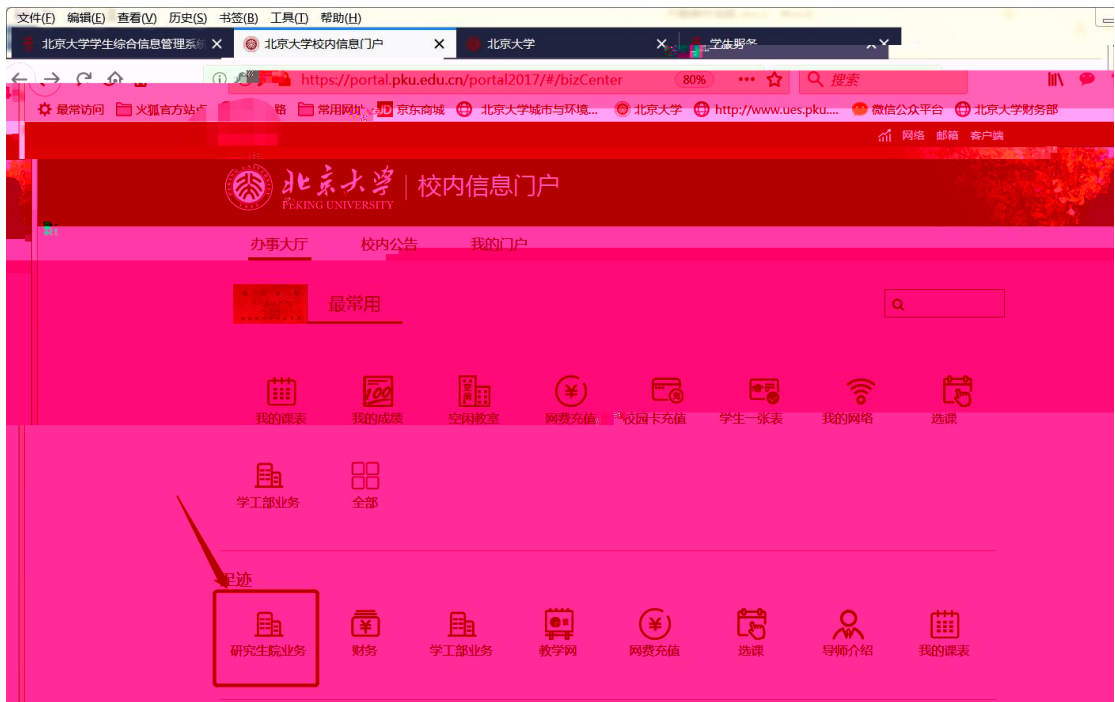 文件(F) 编辑(E) 查看(V) 历史(S) 书签(B) 工具(T) 帮助(H)
北京大学学生综合信息管理系统 北京大学校内信息门户 北京大学
https://portal.pku.edu.cn/portal2017/#/bizCenter 80% 搜索
最常访问 火狐官方站点 常用网址 JD 京东商城 北京大学城市与环境... 北京大学 http://www.ues.pku.... 微信公众平台 北京大学财务部
网络 邮箱 客户端
北京大学 校内信息门户
PEKING UNIVERSITY
办事大厅 校内公告 我的门户
最常用
我的课表 我的成绩 空闲教室 网费充值 校园卡充值 学生一张表 我的网络 选课
学工部业务 全部
足迹
研究生院业务 财务 学工部业务 教学网 网费充值 选课 导师介绍 我的课表